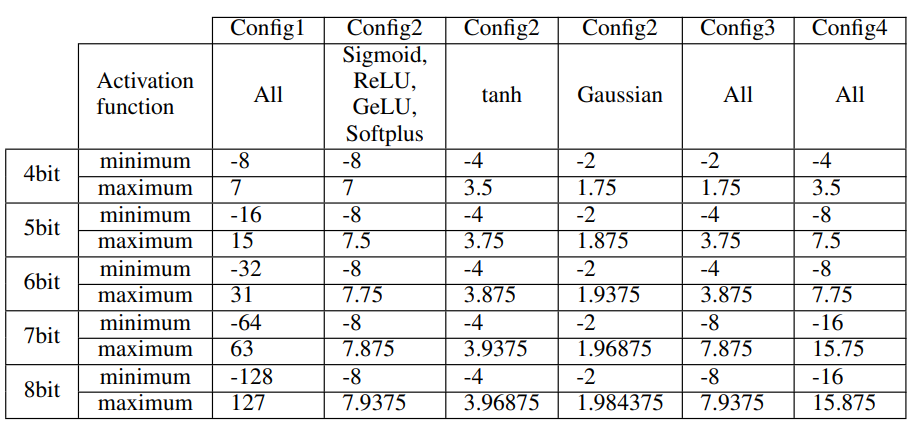 Config1 Config2 Config2 Config2 Config3 Config4
Activation function All Sigmoid, ReLU, GeLU, Softplus tanh Gaussian All All
4bit minimum -8 -8 -4 -2 -2 -4
maximum 7 7 3.5 1.75 1.75 3.5
5bit minimum -16 -8 -4 -2 -4 -8
maximum 15 7.5 3.75 1.875 3.75 7.5
6bit minimum -32 -8 -4 -2 -4 -8
maximum 31 7.75 3.875 1.9375 3.875 7.75
7bit minimum -64 -8 -4 -2 -8 -16
maximum 63 7.875 3.9375 1.96875 7.875 15.75
8bit minimum -128 -8 -4 -2 -8 -16
maximum 127 7.9375 3.96875 1.984375 7.9375 15.875